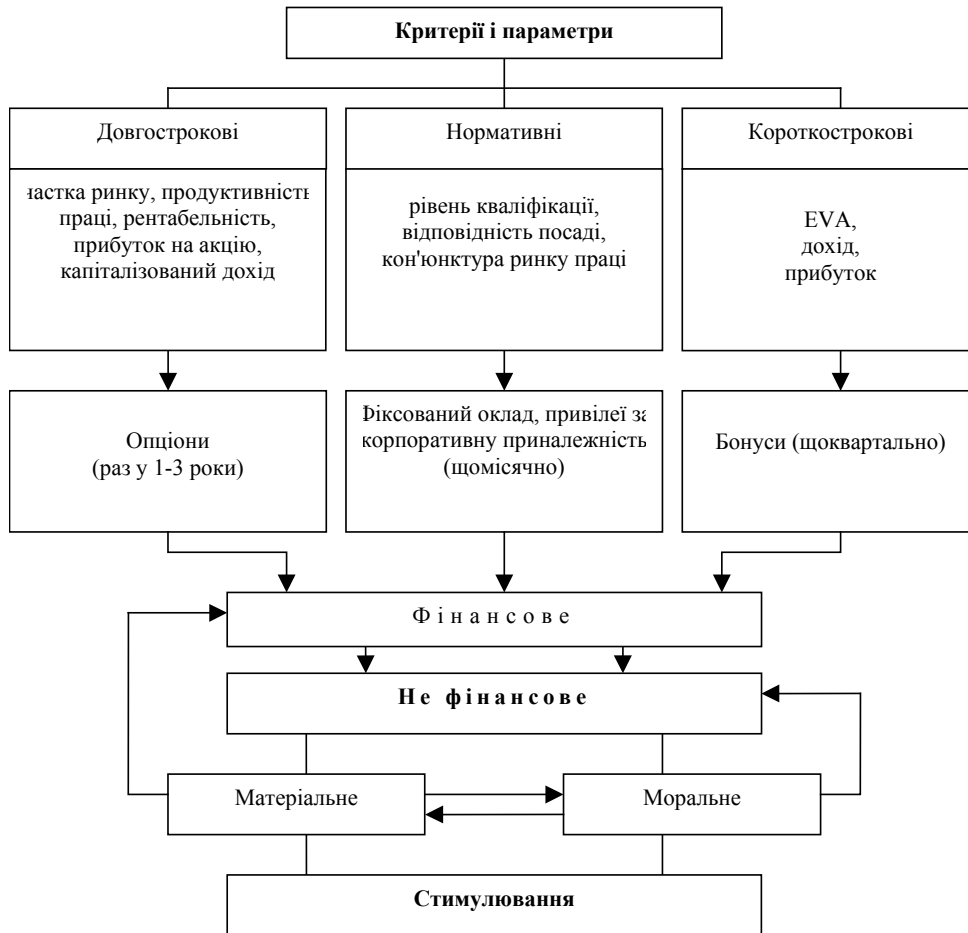 Критерії і параметри
Довгострокові
Нормативні
Короткострокові
частка ринку, продуктивність
праці, рентабельність,
прибуток на акцію,
капіталізований дохід
рівень кваліфікації,
відповідність посаді,
кон'юнктура ринку праці
EVA,
дохід,
прибуток
Опціони
(раз у 1-3 роки)
Фіксований оклад, привілеї за
корпоративну приналежність
(щомісячно)
Бонуси (щоквартально)
Фінансове
Не фінансове
Матеріальне
Моральне
Стимулювання